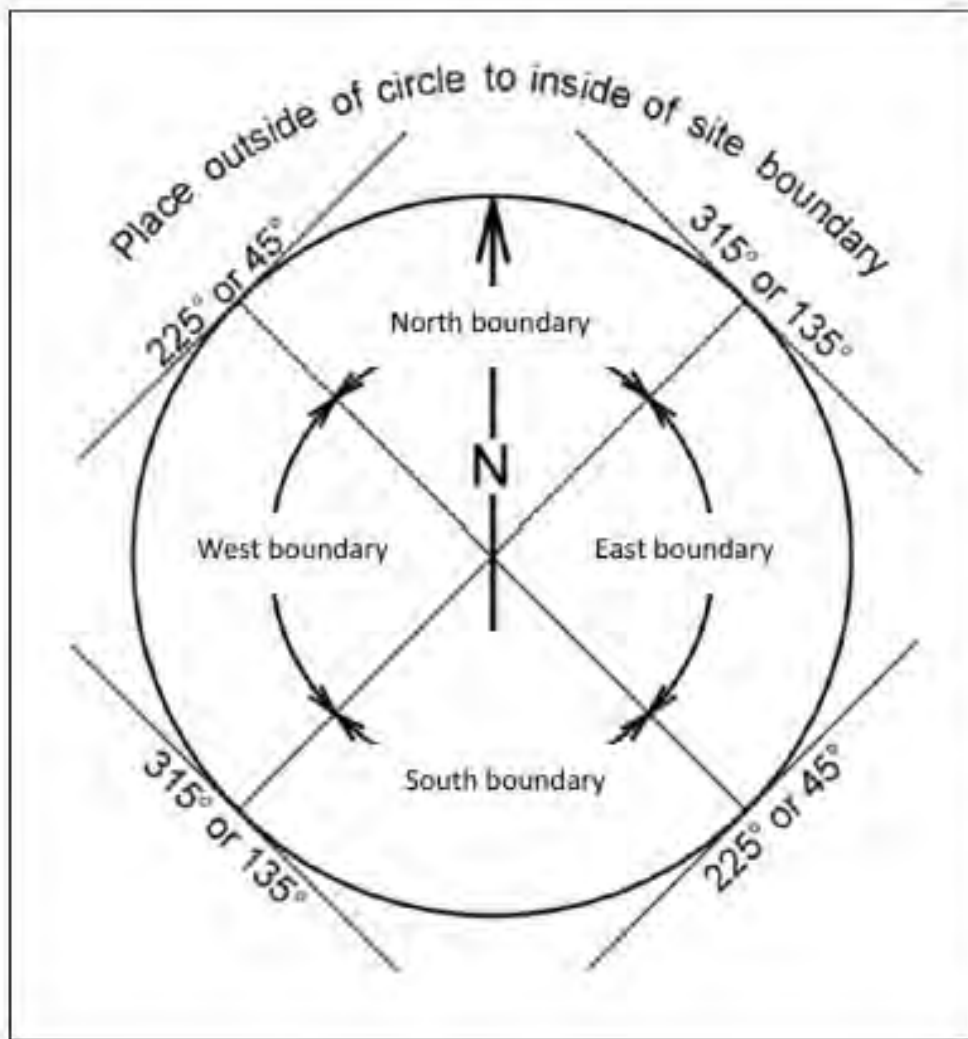 Place outside of circle to inside of site boundary
225° or 45°
315° or 135°
North boundary
N
West boundary
East boundary
South boundary
315° or 135°
225° or 45°